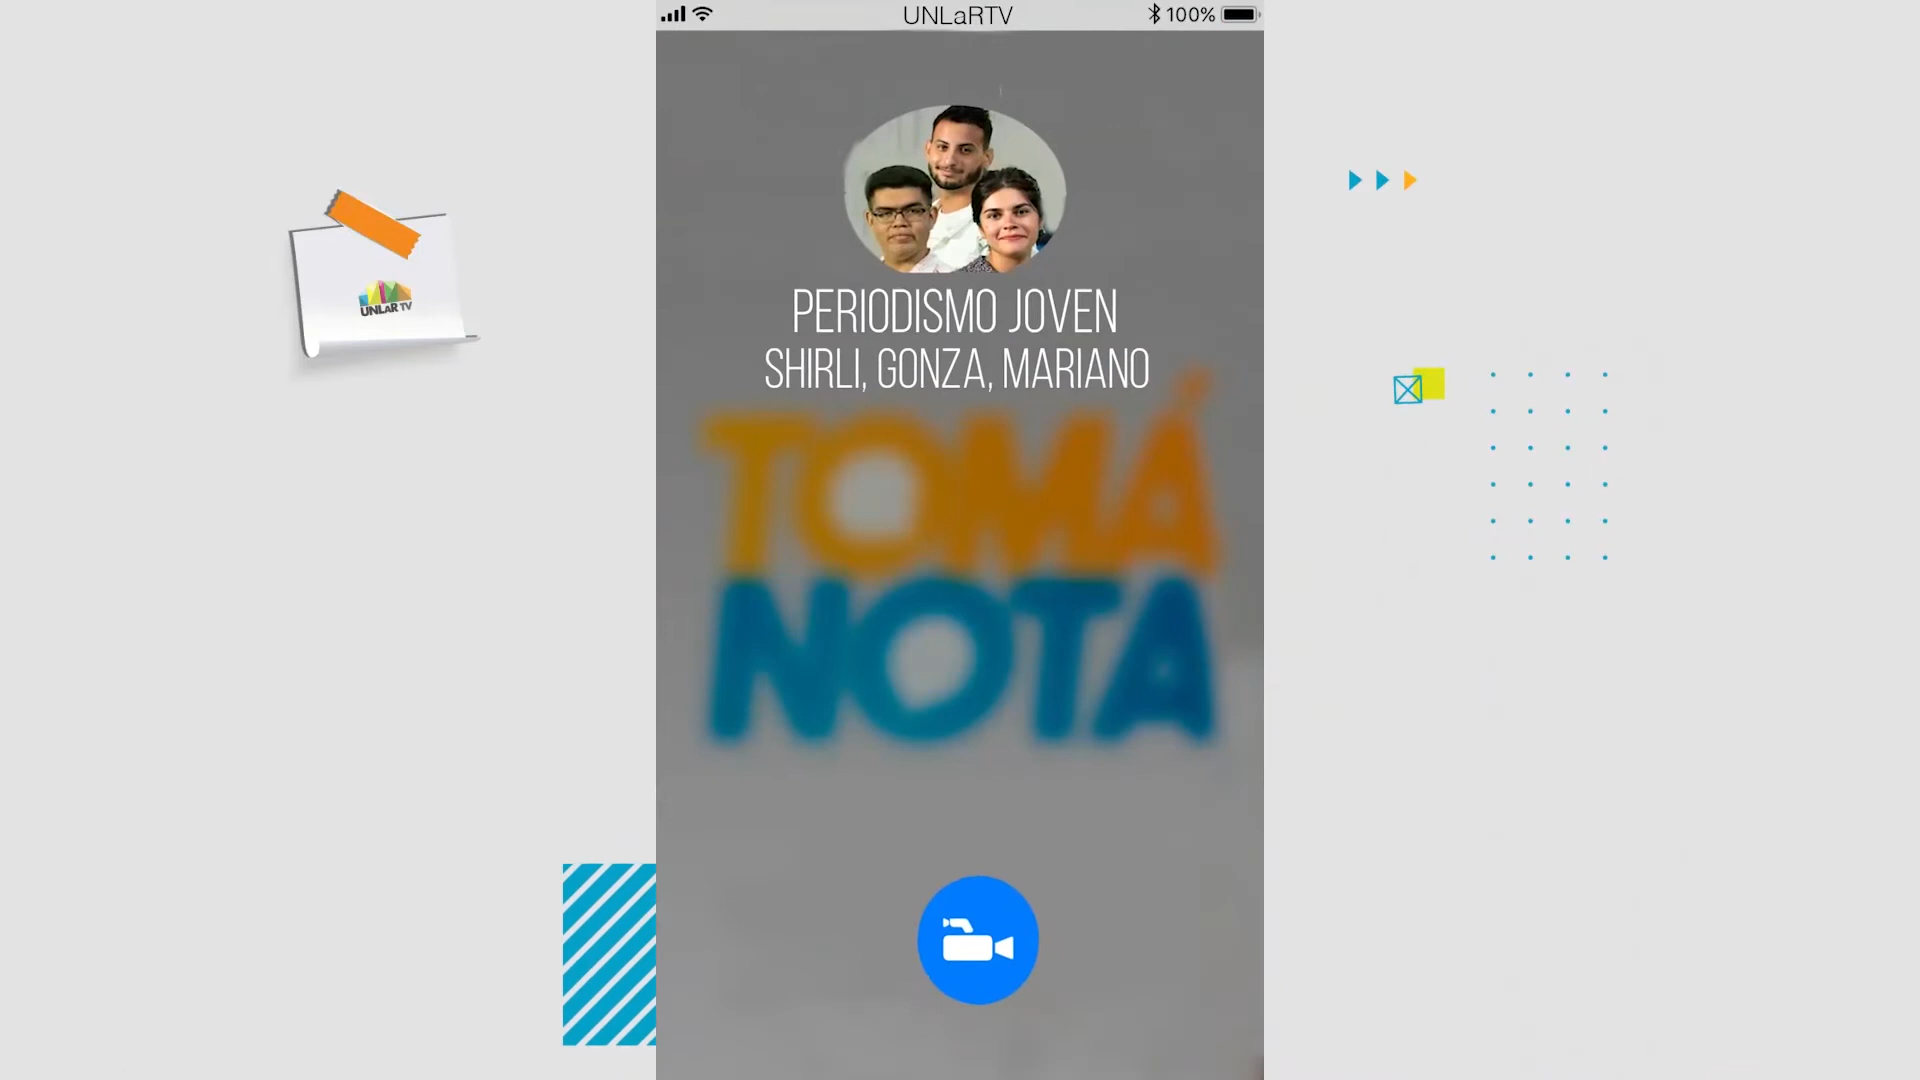 UNLaRTV
100%
UNLaR TV
PERIODISMO JOVEN
SHIRLI, GONZA, MARIANO
TOMÁ
NOTA